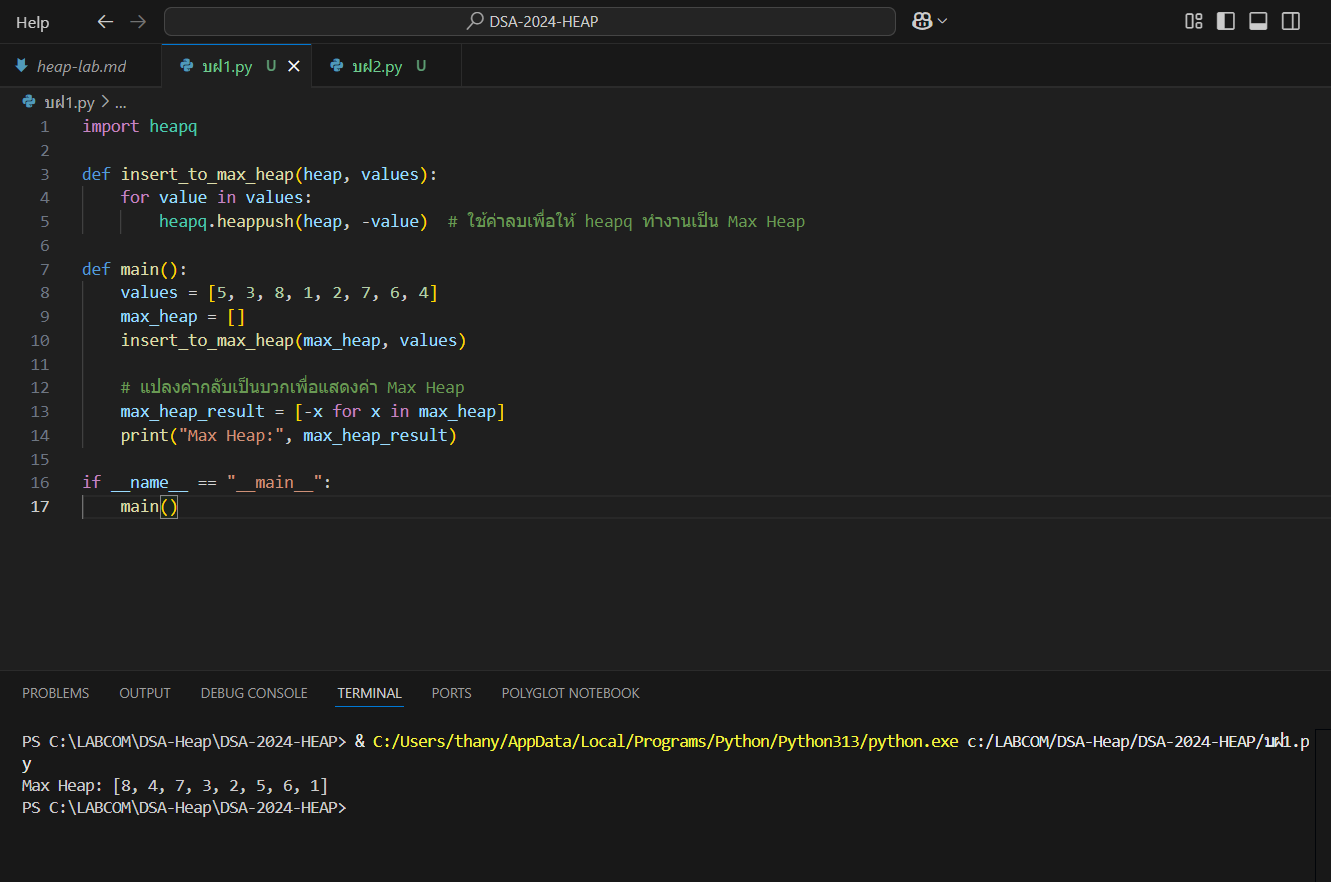 Help
DSA-2024-HEAP
heap-lab.md
บฝ1.py U
บฝ2.py U
บฝ1.py > ...
1 import heapq
2
3 def insert_to_max_heap(heap, values):
4     for value in values:
5         heapq.heappush(heap, -value)  # ใช้ค่าลบเพื่อให้ heapq ทำงานเป็น Max Heap
6
7 def main():
8     values = [5, 3, 8, 1, 2, 7, 6, 4]
9     max_heap = []
10     insert_to_max_heap(max_heap, values)
11
12     # แปลงค่ากลับเป็นบวกเพื่อแสดงค่า Max Heap
13     max_heap_result = [-x for x in max_heap]
14     print("Max Heap:", max_heap_result)
15
16 if __name__ == "__main__":
17     main()
PROBLEMS OUTPUT DEBUG CONSOLE TERMINAL PORTS POLYGLOT NOTEBOOK
PS C:\LABCOM\DSA-Heap\DSA-2024-HEAP> & C:/Users/thany/AppData/Local/Programs/Python/Python313/python.exe c:/LABCOM/DSA-Heap/DSA-2024-HEAP/บฝ1.p
y
Max Heap: [8, 4, 7, 3, 2, 5, 6, 1]
PS C:\LABCOM\DSA-Heap\DSA-2024-HEAP>